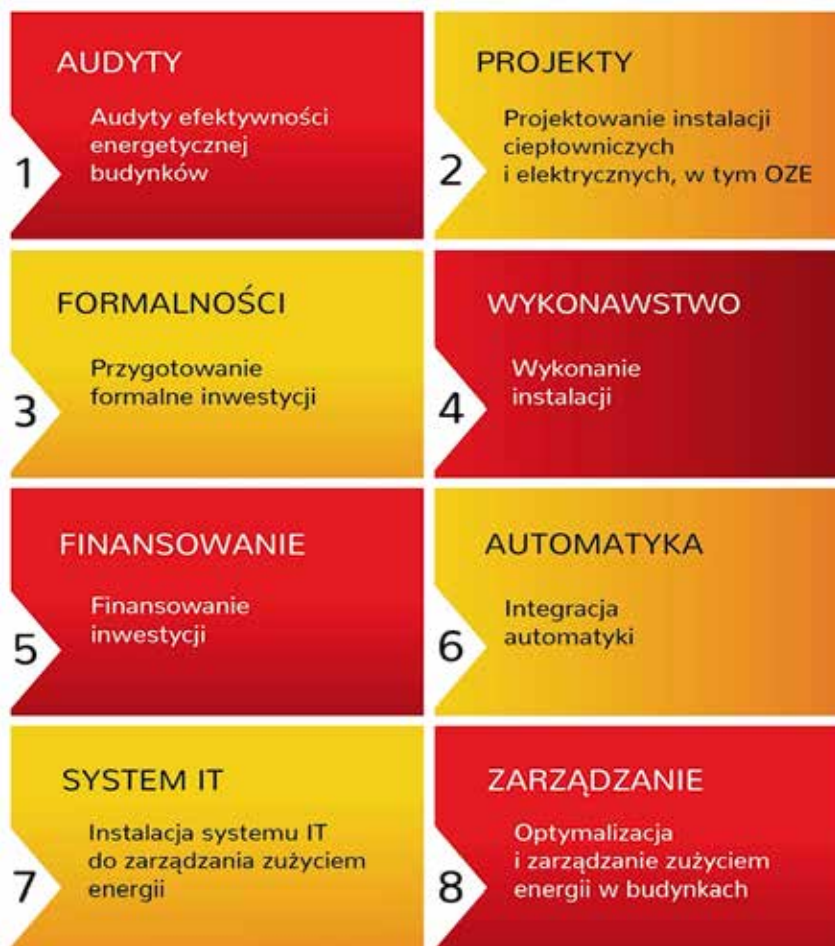 AUDYTY
Audyty efektywności
energetycznej
budynków
1
PROJEKTY
Projektowanie instalacji
ciepłowniczych
i elektrycznych, w tym OZE
2
FORMALNOŚCI
Przygotowanie
formalne inwestycji
3
WYKONAWSTWO
Wykonanie
instalacji
4
FINANSOWANIE
Finansowanie
inwestycji
5
AUTOMATYKA
Integracja
automatyki
6
SYSTEM IT
Instalacja systemu IT
do zarządzania zużyciem
energii
7
ZARZĄDZANIE
Optymalizacja
i zarządzanie zużyciem
energii w budynkach
8